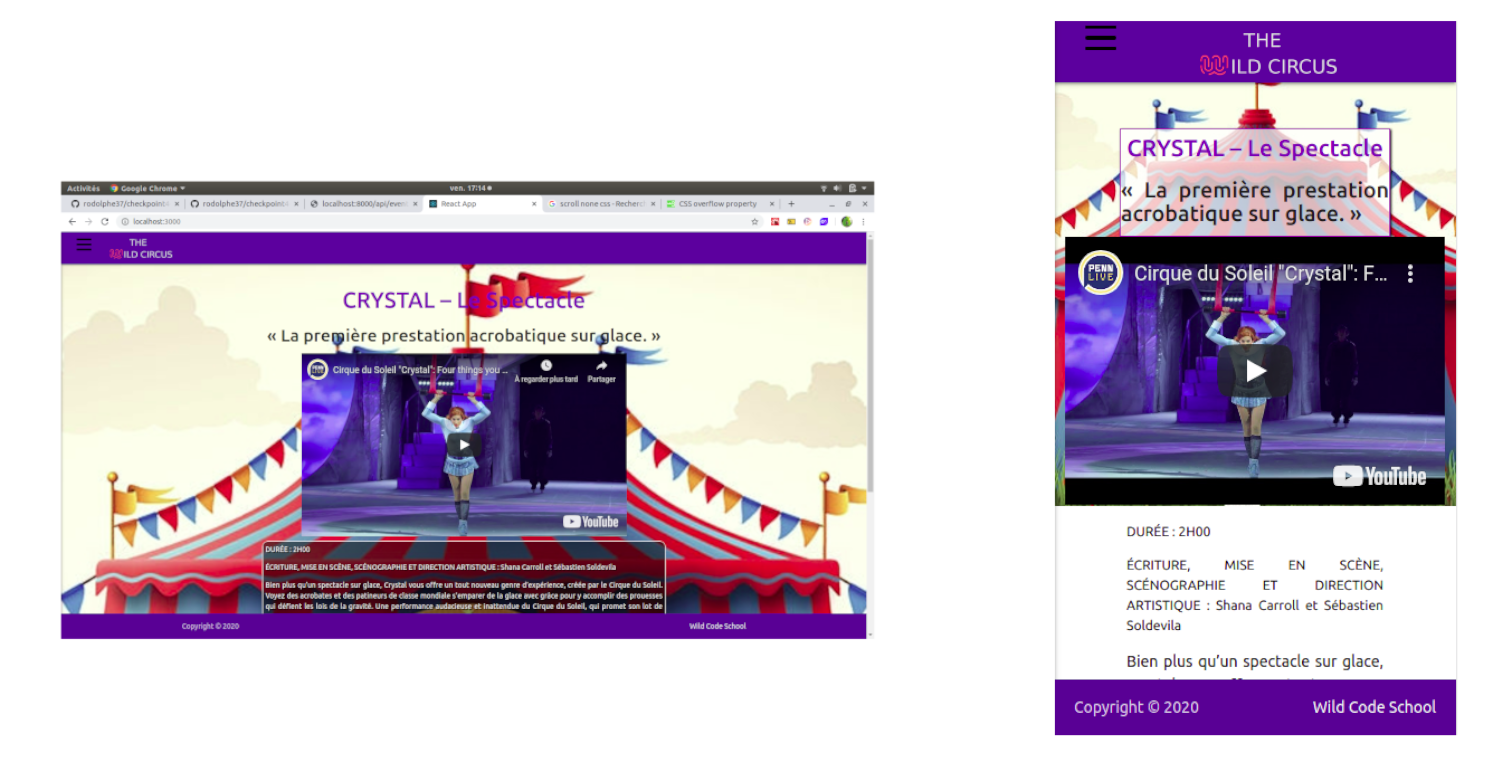 Activités Google Chrome ven. 17:14
rodolphe37/checkpoint4 rodolphe37/checkpoint4 localhost:8000/api/event React App scroll none css - Recherch CSS overflow property
localhost:3000
THE
WILD CIRCUS
CRYSTAL – Le Spectacle
« La première prestation acrobatique sur glace. »
Cirque du Soleil "Crystal": Four things you ...
À regarder plus tard Partager
YouTube
DURÉE : 2H00
ÉCRITURE, MISE EN SCÈNE, SCÉNOGRAPHIE ET DIRECTION ARTISTIQUE : Shana Carroll et Sébastien Soldevila
Bien plus qu'un spectacle sur glace, Crystal vous offre un tout nouveau genre d'expérience, créée par le Cirque du Soleil.
Voyez des acrobates et des patineurs de classe mondiale s'emparer de la glace avec grâce pour y accomplir des prouesses
qui défient les lois de la gravité. Une performance audacieuse et inattendue du Cirque du Soleil, qui promet son lot de
Copyright © 2020 Wild Code School
THE
WILD CIRCUS
CRYSTAL – Le Spectacle
« La première prestation
acrobatique sur glace. »
PENN
LIVE
Cirque du Soleil "Crystal": F...
YouTube
DURÉE : 2H00
ÉCRITURE, MISE EN SCÈNE,
SCÉNOGRAPHIE ET DIRECTION
ARTISTIQUE : Shana Carroll et Sébastien
Soldevila
Bien plus qu'un spectacle sur glace,
Copyright © 2020 Wild Code School